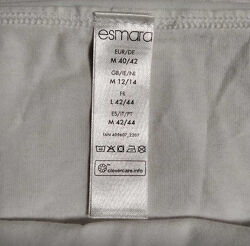 esmara
EUR/DE
M 40/42
GB/IE/NI
M 12/14
FR
L 42/44
ES/IT/PT
M 42/44
clevercare.info